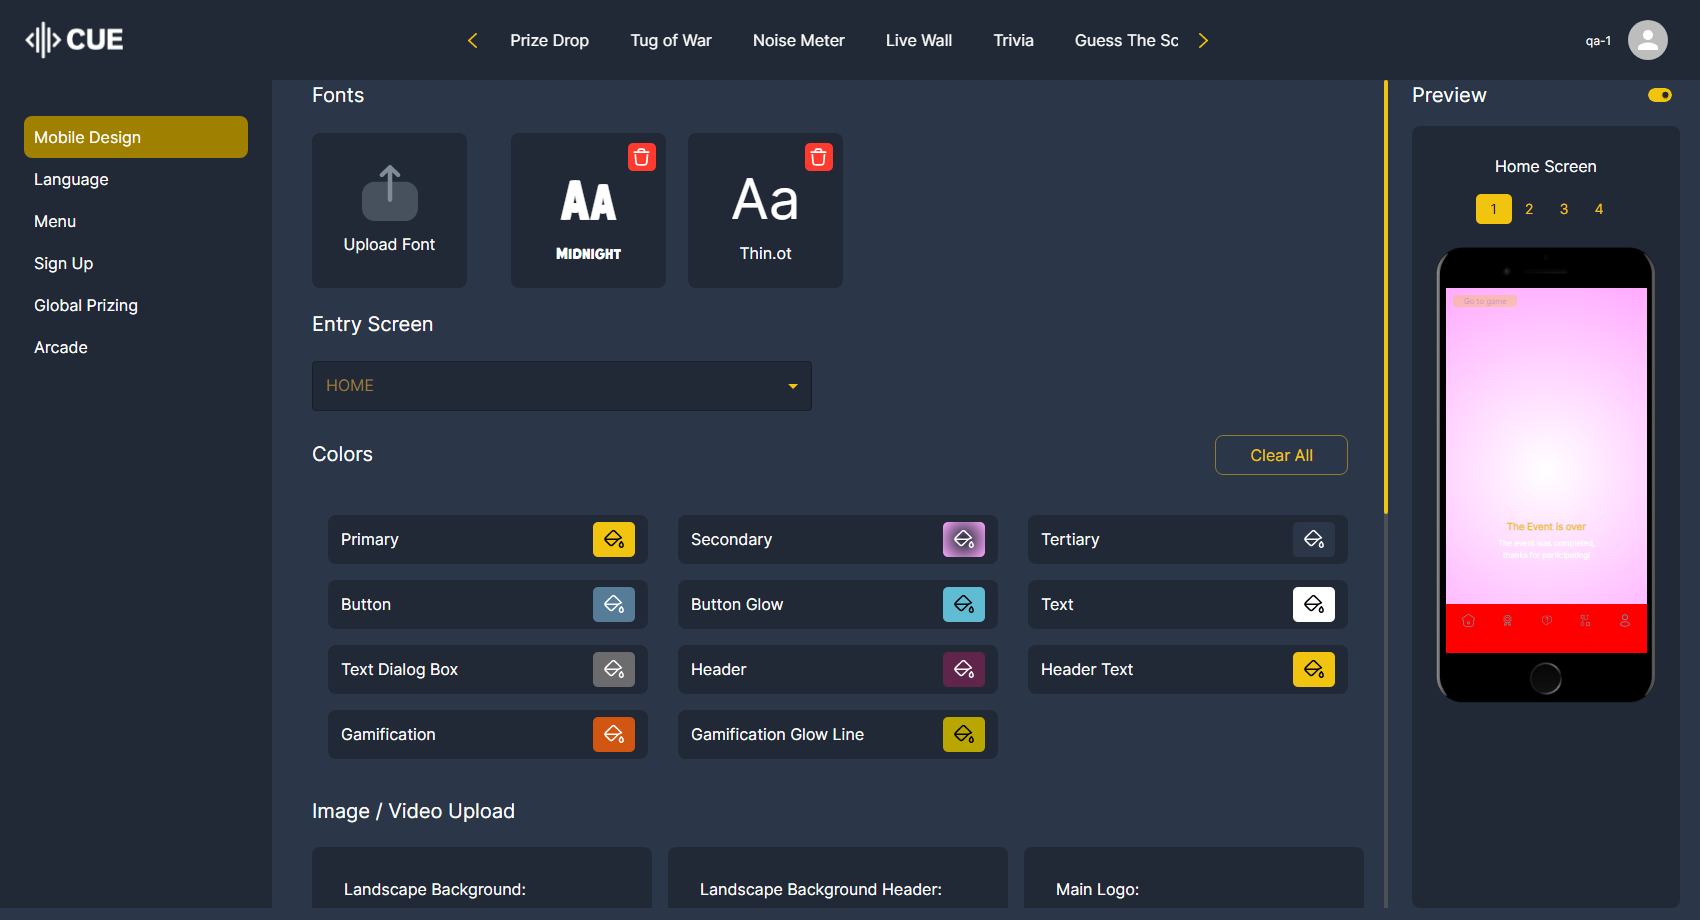 CUE
Prize Drop
Tug of War
Noise Meter
Live Wall
Trivia
Guess The Sc
qa-1
Mobile Design
Language
Menu
Sign Up
Global Prizing
Arcade
Fonts
Upload Font
AA
MIDNIGHT
Aa
Thin.ot
Entry Screen
HOME
Colors
Clear All
Primary
Secondary
Tertiary
Button
Button Glow
Text
Text Dialog Box
Header
Header Text
Gamification
Gamification Glow Line
Image / Video Upload
Landscape Background:
Landscape Background Header:
Main Logo:
Preview
Home Screen
1 2 3 4
Go to game
The Event is over
The event was completed,
thanks for participating!